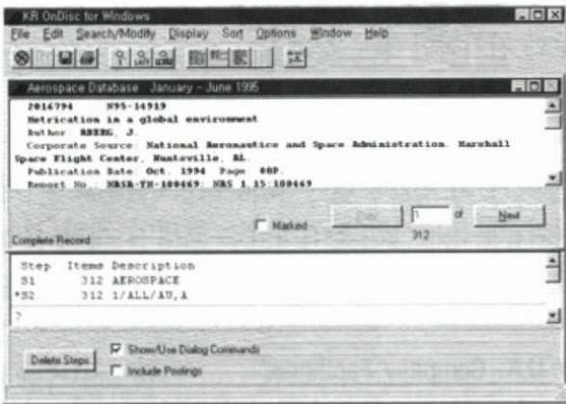 KR OnDisc for Windows
File Edit Search/Modify Display Sort Options Window Help
Aerospace Database January - June 1995
2016794 N95-14919
Metrication in a global environment
Author ABERG, J.
Corporate Source: National Aeronautics and Space Administration. Marshall
Space Flight Center, Huntsville, AL.
Publication Date: Oct. 1994 Page 00P.
Report No.: NASA-TM-108469; NAS 1.15:108469
Marked 1 of Next
312
Complete Record
Step Items Description
S1 312 AEROSPACE
*S2 312 1/ALL/AU,A
?
Delete Steps Show/Use Dialog Commands
Include Postings